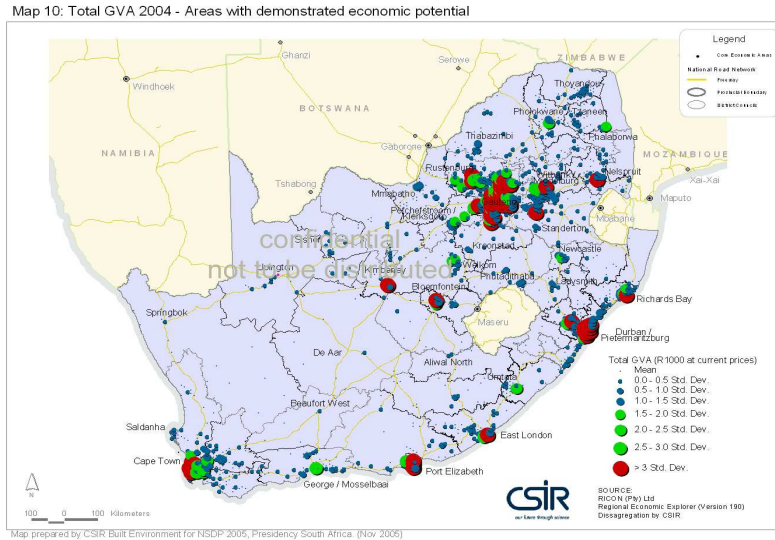 Map 10: Total GVA 2004 - Areas with demonstrated economic potential
Legend
Core Economic Areas
National Road Network
Freeway
Provincial Boundary
District Councils
ZIMBABWE
Ghanzi
Serowe
Windhoek
Thoyandou
BOTSWANA
Pholokwane / Tzaneen
Phalaborwa
Thabazimbi
Gaborone
NAMIBIA
MOZAMBIQUE
Rustenburg
Nelspruit
Xai-Xai
Tshabong
Mmabatho
Maputo
Potchefstroom /
Klerksdorp
Mbabane
Standerton
confidential
Kroonstad
Newcastle
not to be distributed
Upington
Kimberley
Welkom
Phutaditjhaba
Ladysmith
Bloemfontein
Richards Bay
Springbok
Maseru
Durban /
Pietermaritzburg
De Aar
Aliwal North
Total GVA (R1000 at current prices)
Mean
0.0 - 0.5 Std. Dev.
0.5 - 1.0 Std. Dev.
1.0 - 1.5 Std. Dev.
1.5 - 2.0 Std. Dev.
2.0 - 2.5 Std. Dev.
2.5 - 3.0 Std. Dev.
> 3 Std. Dev.
Umtata
Beaufort West
Saldanha
East London
Cape Town
Port Elizabeth
George / Mosselbaai
N
100 0 100 Kilometers
CSIR
our future through science
SOURCE:
RICON (Pty) Ltd
Regional Economic Explorer (Version 190)
Dissagregation by CSIR
Map prepared by CSIR Built Environment for NSDP 2005, Presidency South Africa. (Nov 2005)